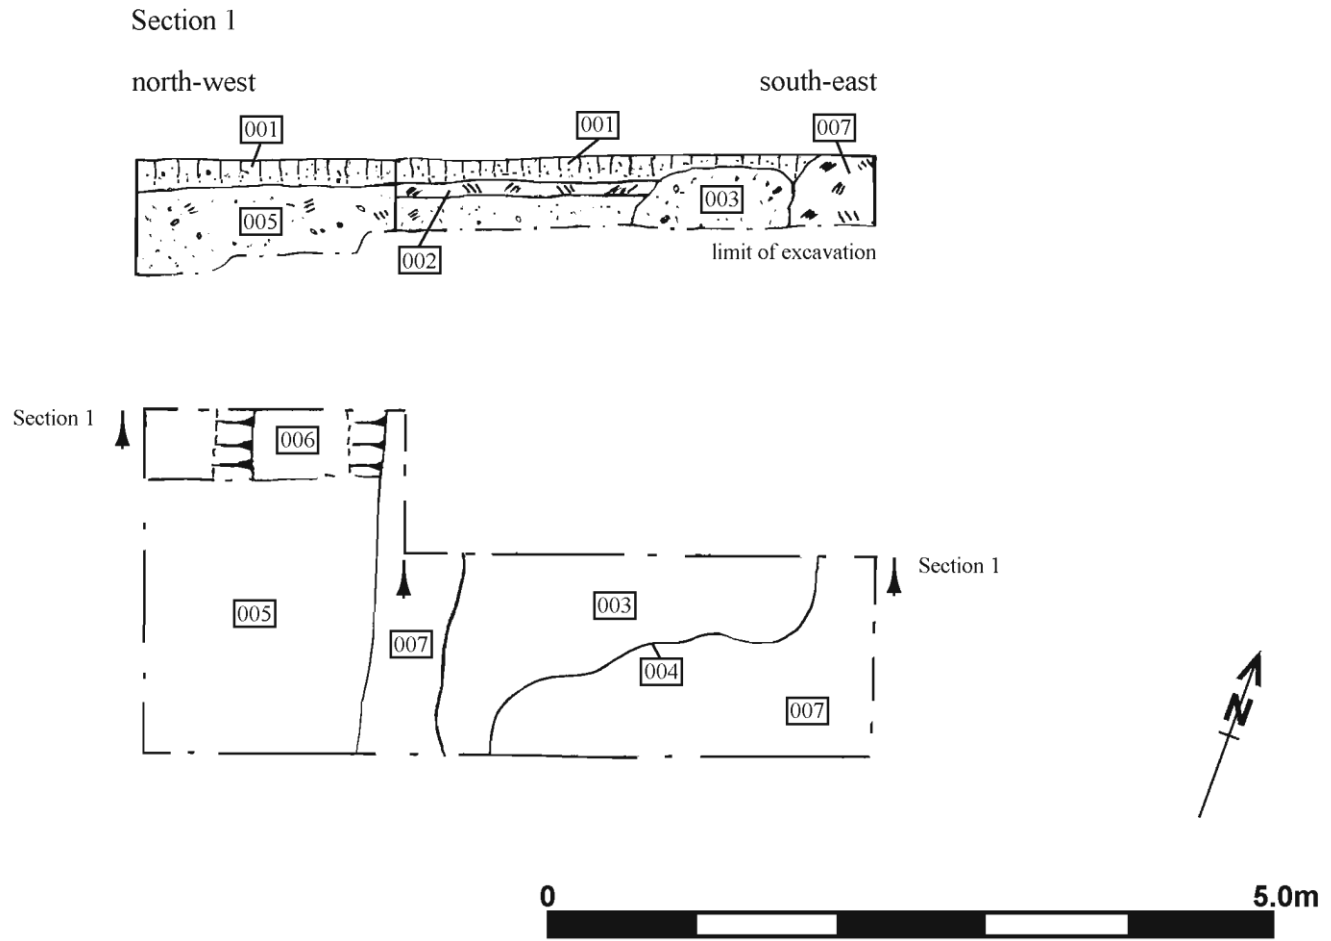 Section 1
north-west
south-east
001
001
007
005
003
002
limit of excavation
Section 1
006
Section 1
005
003
007
004
007
N
0
5.0m